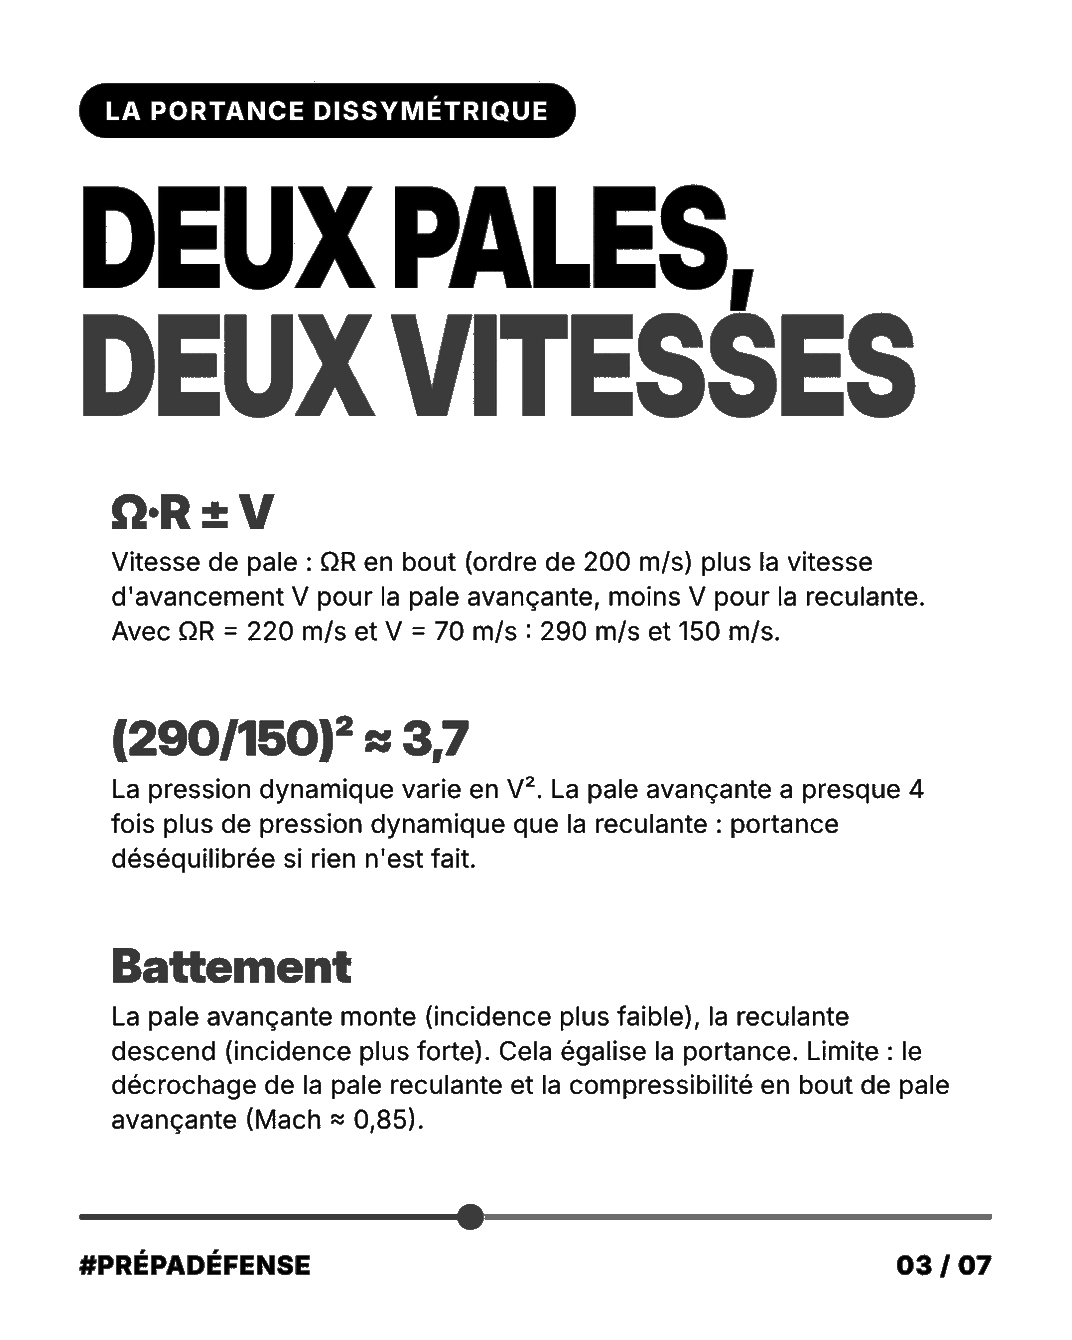 LA PORTANCE DISSYMÉTRIQUE
DEUX PALES,
DEUX VITESSES
Ω·R ± V
Vitesse de pale : ΩR en bout (ordre de 200 m/s) plus la vitesse
d'avancement V pour la pale avançante, moins V pour la reculante.
Avec ΩR = 220 m/s et V = 70 m/s : 290 m/s et 150 m/s.
(290/150)² ≈ 3,7
La pression dynamique varie en V². La pale avançante a presque 4
fois plus de pression dynamique que la reculante : portance
déséquilibrée si rien n'est fait.
Battement
La pale avançante monte (incidence plus faible), la reculante
descend (incidence plus forte). Cela égalise la portance. Limite : le
décrochage de la pale reculante et la compressibilité en bout de pale
avançante (Mach ≈ 0,85).
#PRÉPADÉFENSE
03 / 07